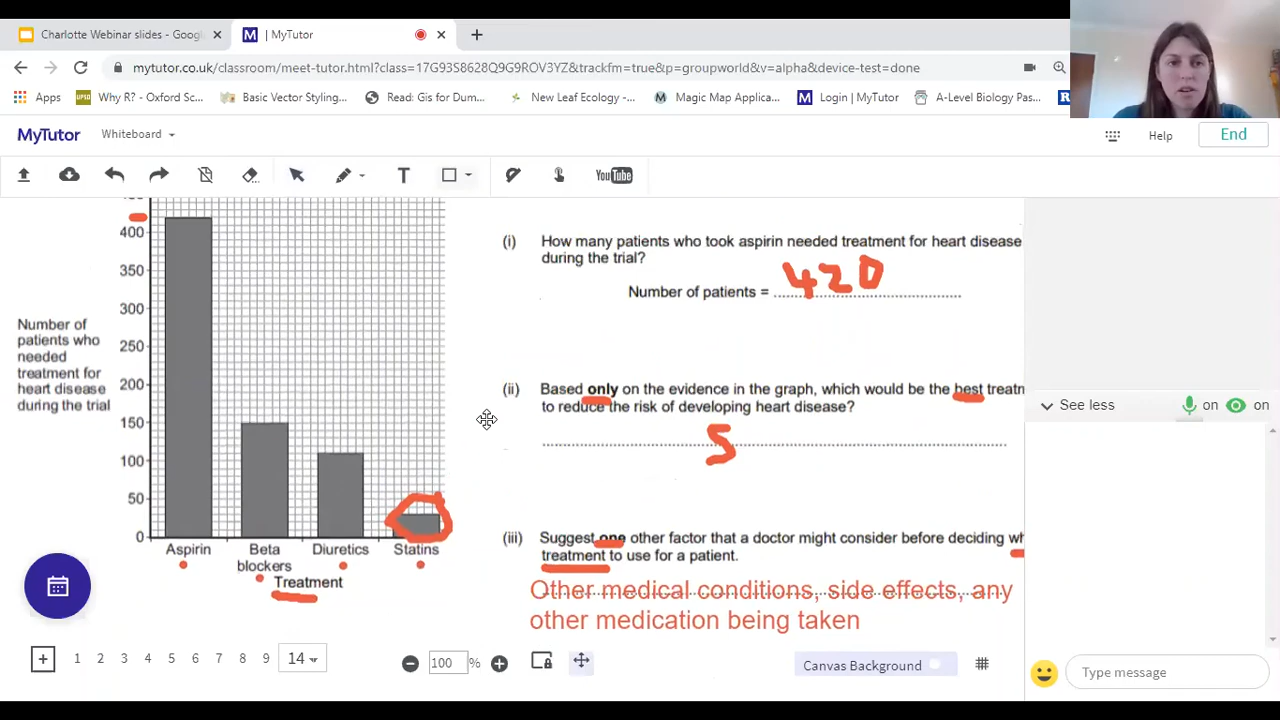 Charlotte Webinar slides - Goog
| MyTutor
mytutor.co.uk/classroom/meet-tutor.html?class=17G93S8628Q9G9ROV3YZ&trackfm=true&p=groupworld&v=alpha&device-test=done
Apps
Why R? - Oxford Sc...
Basic Vector Styling...
Read: Gis for Dum...
New Leaf Ecology -...
Magic Map Applica...
Login | MyTutor
A-Level Biology Pas...
MyTutor
Whiteboard
Help
End
YouTube
400
350
300
250
200
150
100
50
0
Number of
patients who
needed
treatment for
heart disease
during the trial
Aspirin
Beta
blockers
Diuretics
Statins
Treatment
(i) How many patients who took aspirin needed treatment for heart disease
during the trial?
Number of patients = 420
(ii) Based only on the evidence in the graph, which would be the best treatm
to reduce the risk of developing heart disease?
S
(iii) Suggest one other factor that a doctor might consider before deciding wh
treatment to use for a patient.
Other medical conditions, side effects, any
other medication being taken
See less
on
on
1 2 3 4 5 6 7 8 9 14
100 %
Canvas Background
Type message